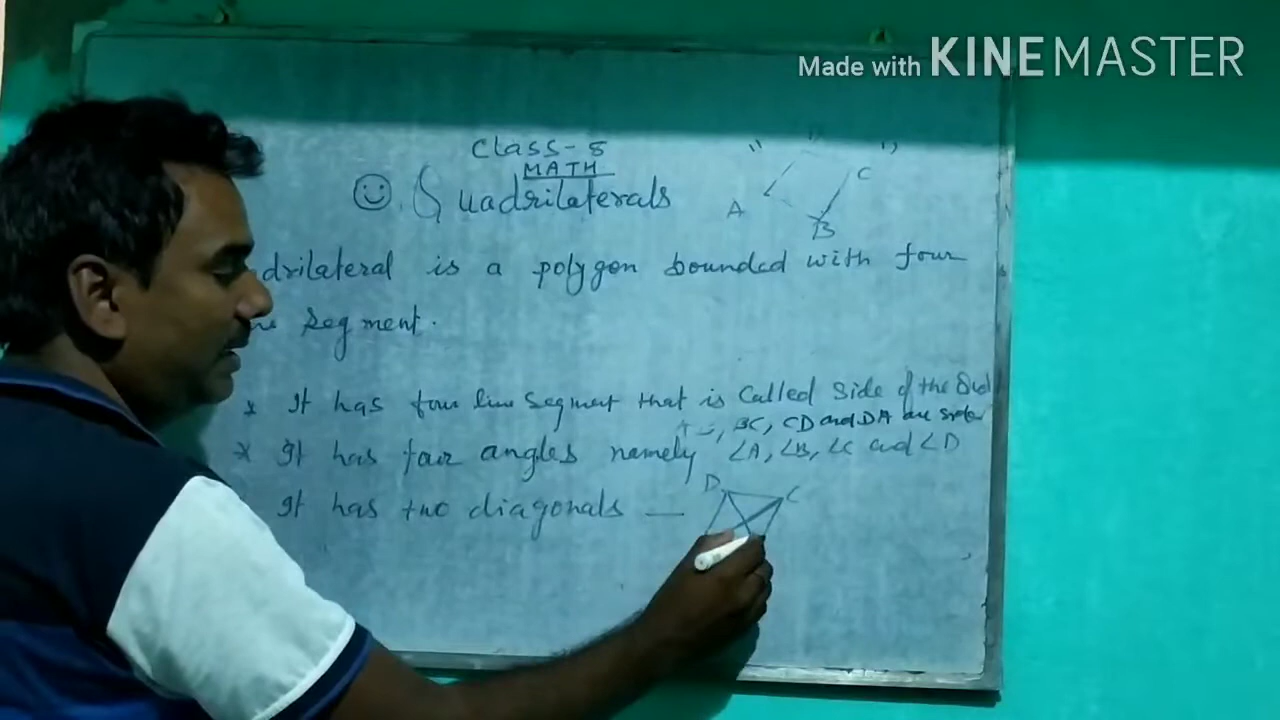 Made with KINEMASTER
Class-5
MATH
Quadrilaterals
A B C
drilateral is a polygon bounded with four
segment.
* It has four line segment that is called side of the
BC, CD and DA are
* It has four angles namely ∠A, ∠B, ∠C and ∠D
It has two diagonals —
D C